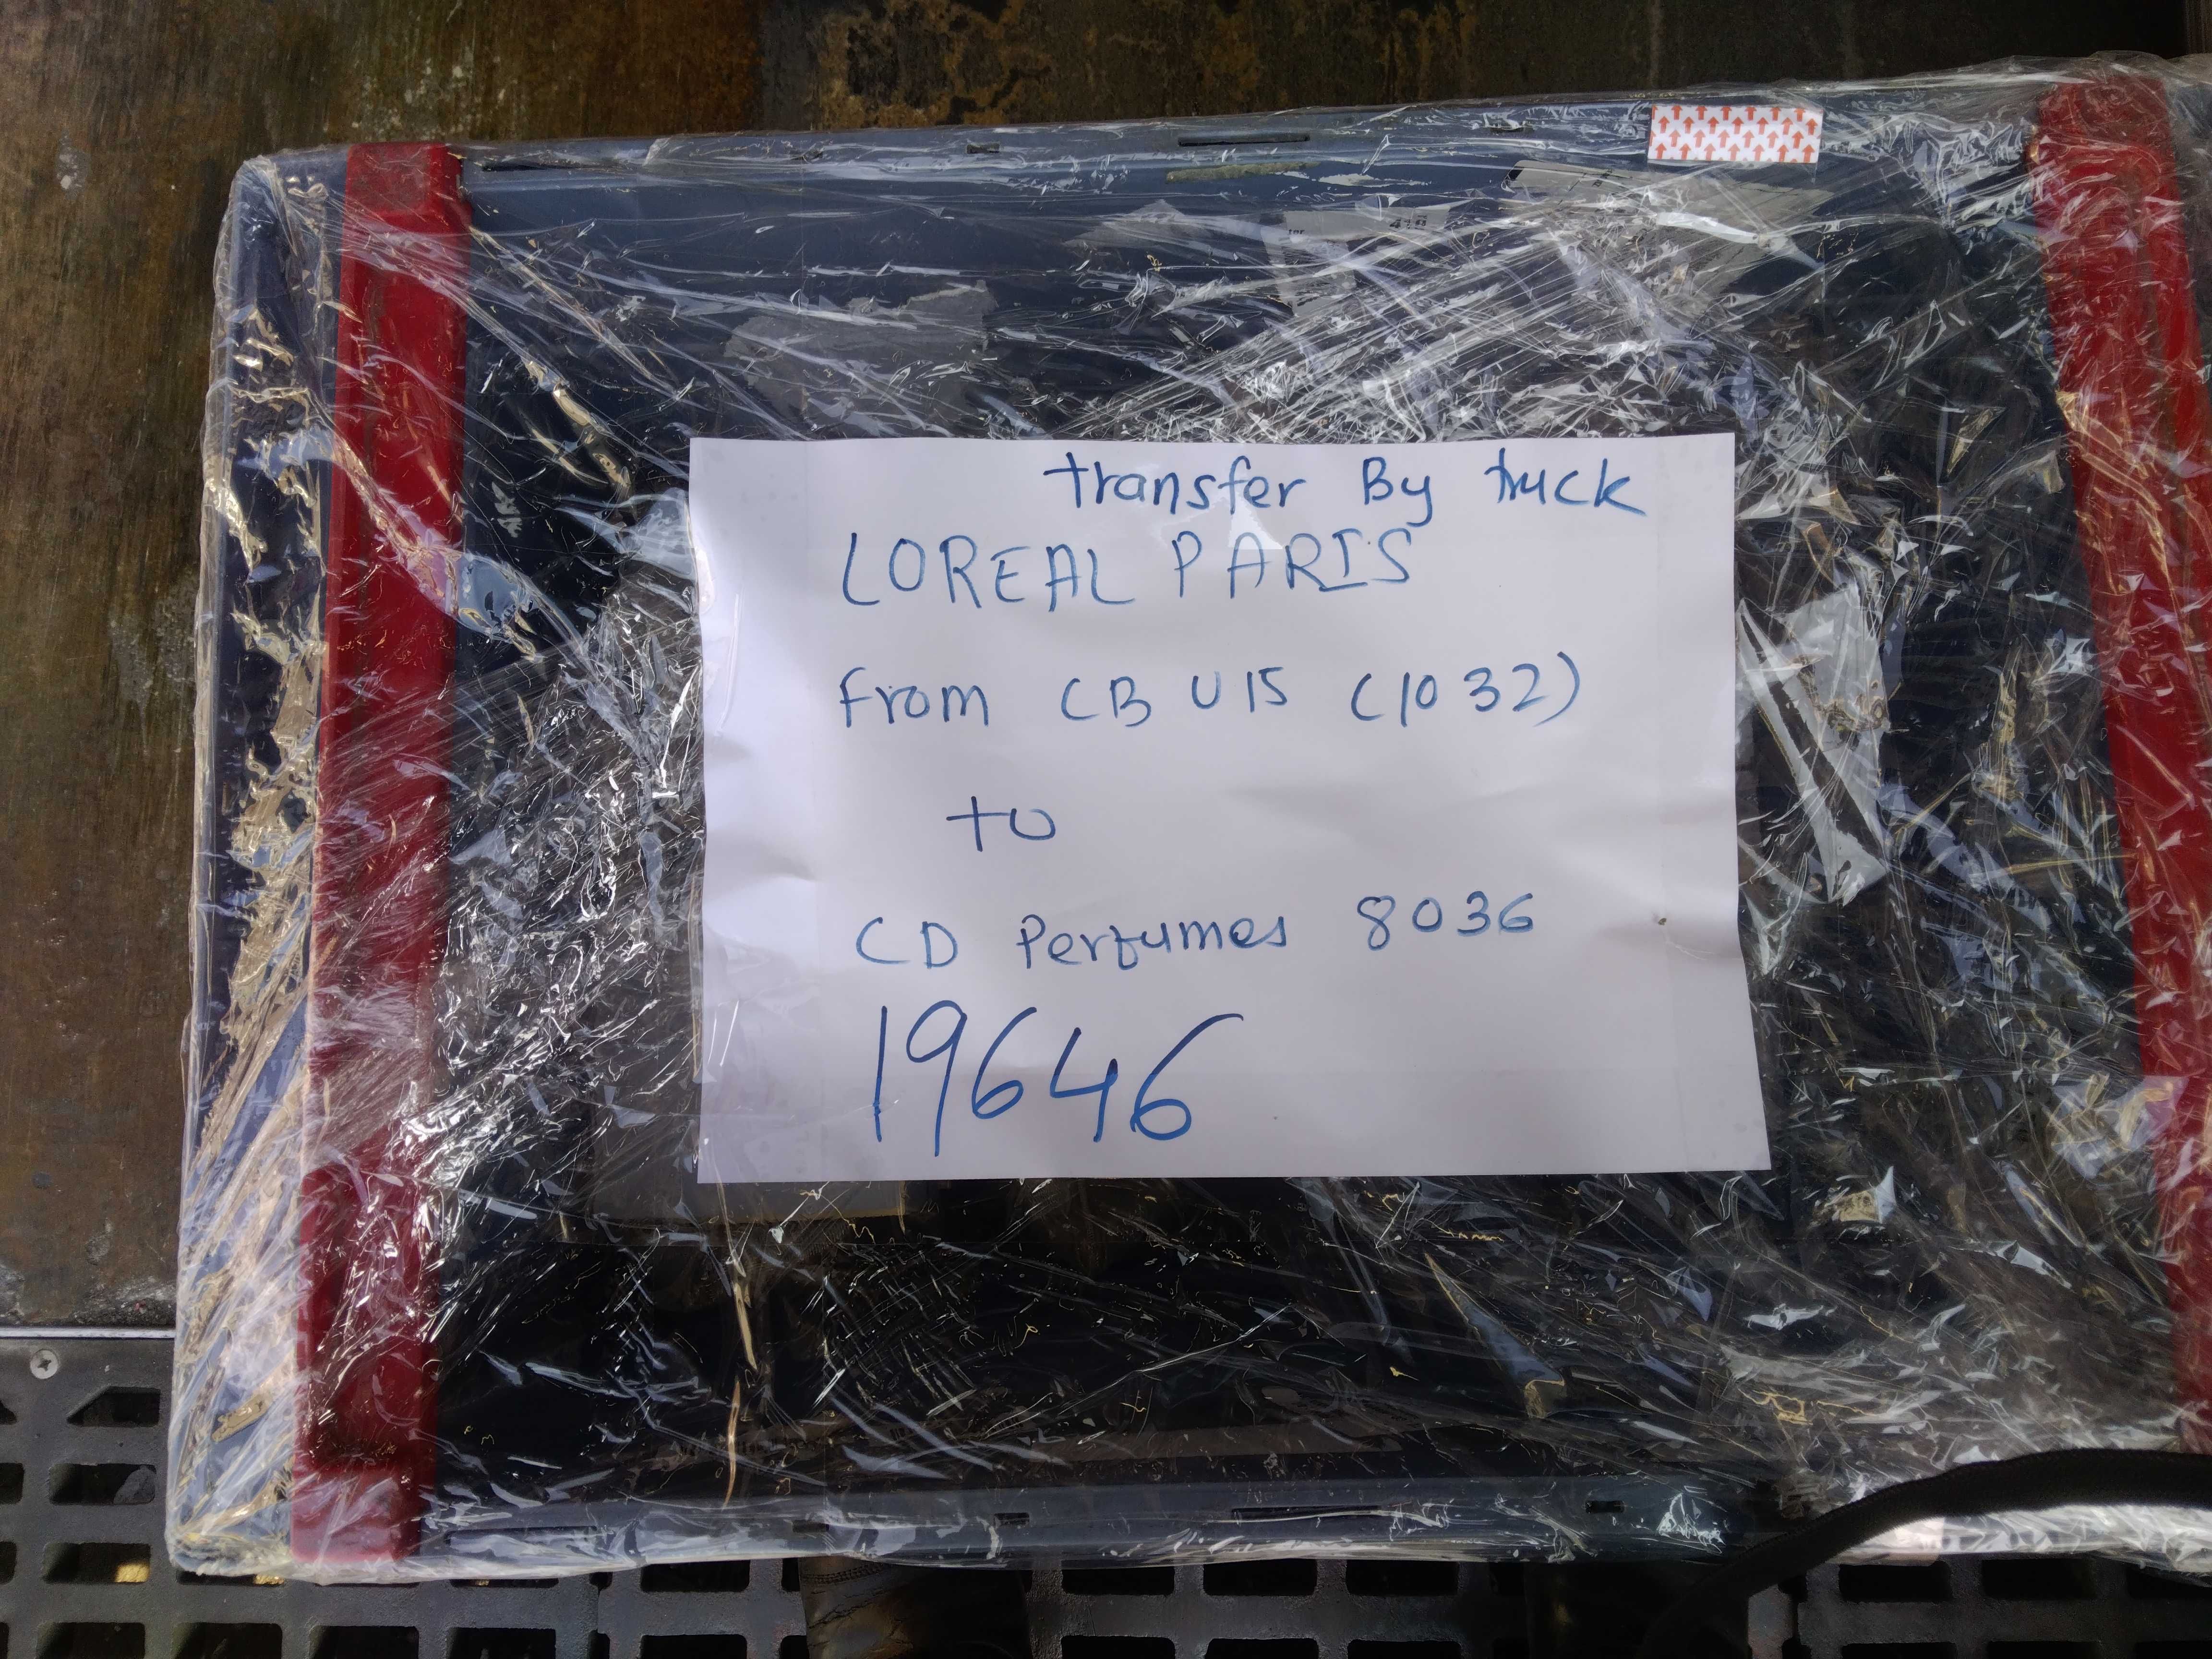 transfer By truck
LOREAL PARIS
from CB U15 (1032)
to
CD Perfumes 8036
19646